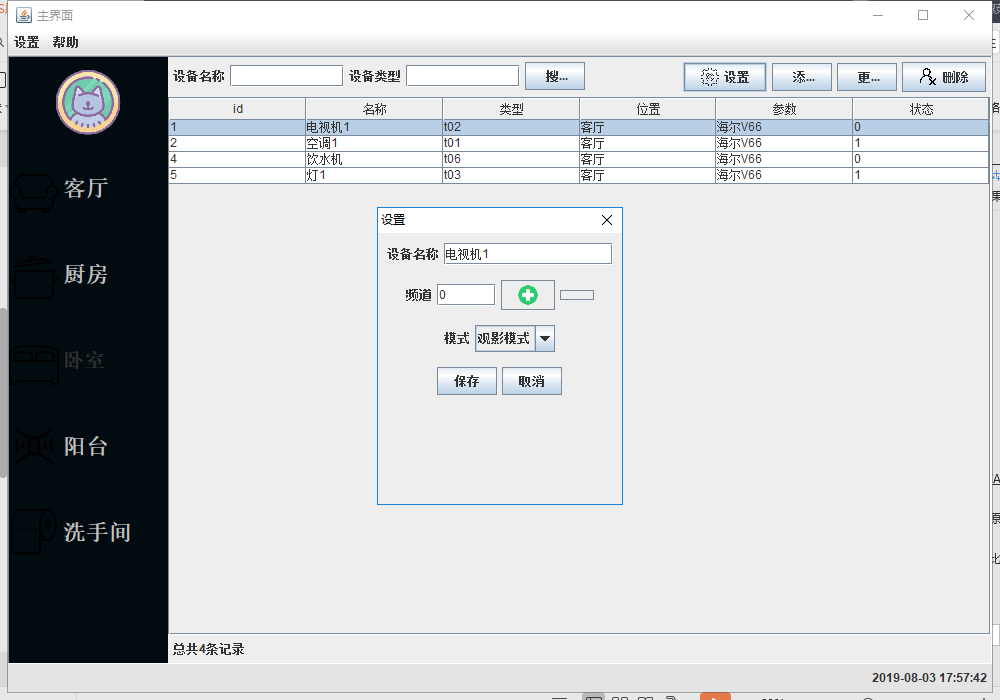 主界面
设置 帮助
设备名称 设备类型 搜... 设置 添... 更... 删除
id 名称 类型 位置 参数 状态
1 电视机1 t02 客厅 海尔V66 0
2 空调1 t01 客厅 海尔V66 1
4 饮水机 t06 客厅 海尔V66 0
5 灯1 t03 客厅 海尔V66 1
客厅
厨房
卧室
阳台
洗手间
设置
设备名称 电视机1
频道 0
模式 观影模式
保存 取消
总共4条记录
2019-08-03 17:57:42